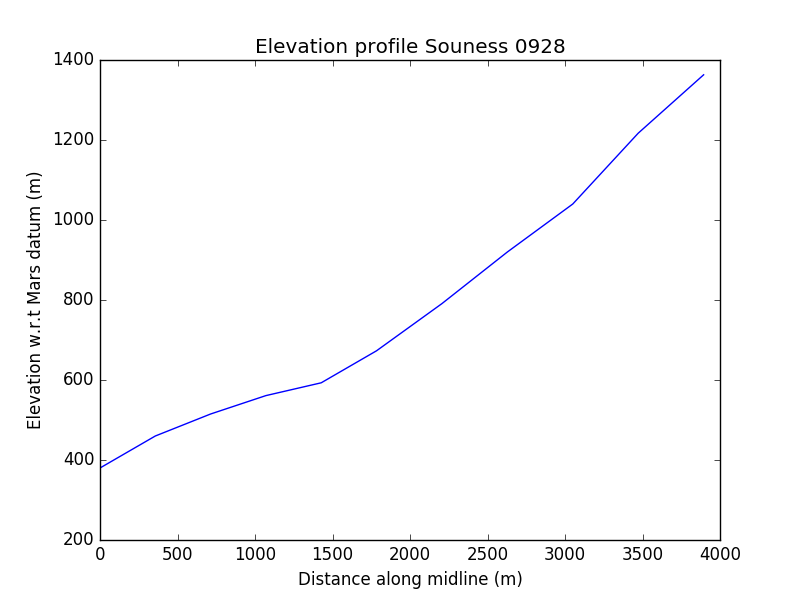 Elevation profile Souness 0928
1400
1200
1000
800
600
400
200
Elevation w.r.t Mars datum (m)
0 500 1000 1500 2000 2500 3000 3500 4000
Distance along midline (m)